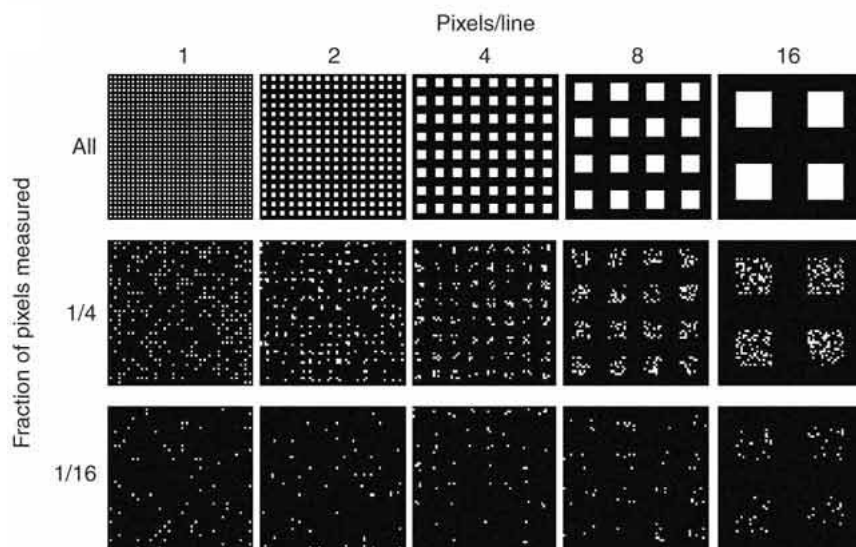 Pixels/line
1 2 4 8 16
Fraction of pixels measured
All
1/4
1/16